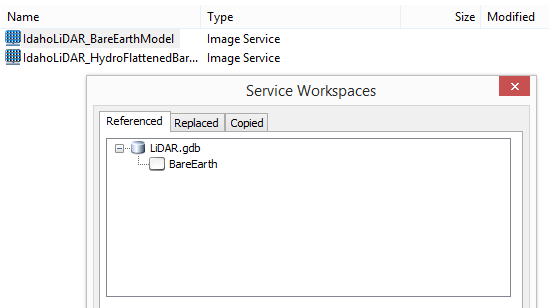 Name Type Size Modified
IdahoLiDAR_BareEarthModel Image Service
IdahoLiDAR_HydroFlattenedBar... Image Service
Service Workspaces
Referenced Replaced Copied
LiDAR.gdb
BareEarth